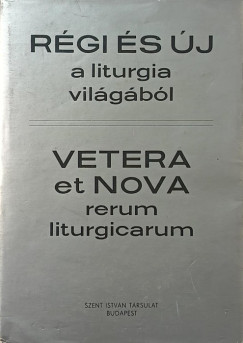 RÉGI ÉS ÚJ
a liturgia
világából
VETERA
et NOVA
rerum
liturgicarum
SZENT ISTVÁN TÁRSULAT
BUDAPEST